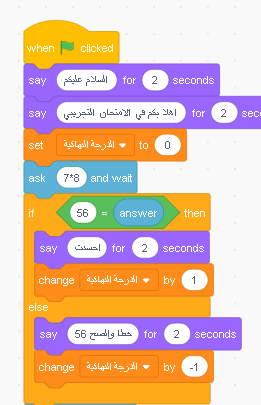 when clicked
say السلام عليكم for 2 seconds
say اهلا بكم في الامتحان التجريبي for 2 sec
set الدرجة النهائية to 0
ask 7*8 and wait
if 56 = answer then
say احسنت for 2 seconds
change الدرجة النهائية by 1
else
say خطا والصح 56 for 2 seconds
change الدرجة النهائية by -1